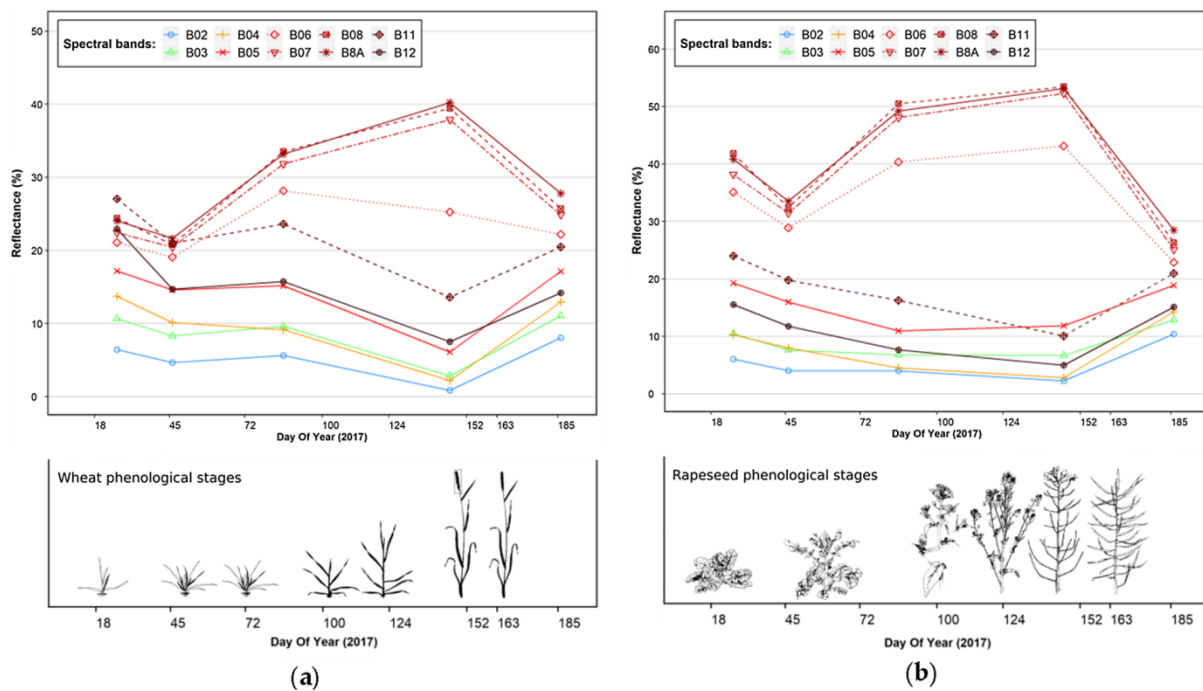 (a)
50
40
30
20
10
0
Reflectance (%)
Spectral bands: B02 B04 B06 B08 B11
B03 B05 B07 B8A B12
18 45 72 100 124 152 163 185
Day Of Year (2017)
Wheat phenological stages
18 45 72 100 124 152 163 185
Day Of Year (2017)
(a)
(b)
60
50
40
30
20
10
0
Reflectance (%)
Spectral bands: B02 B04 B06 B08 B11
B03 B05 B07 B8A B12
18 45 72 100 124 152 163 185
Day Of Year (2017)
Rapeseed phenological stages
18 45 72 100 124 152 163 185
Day Of Year (2017)
(b)